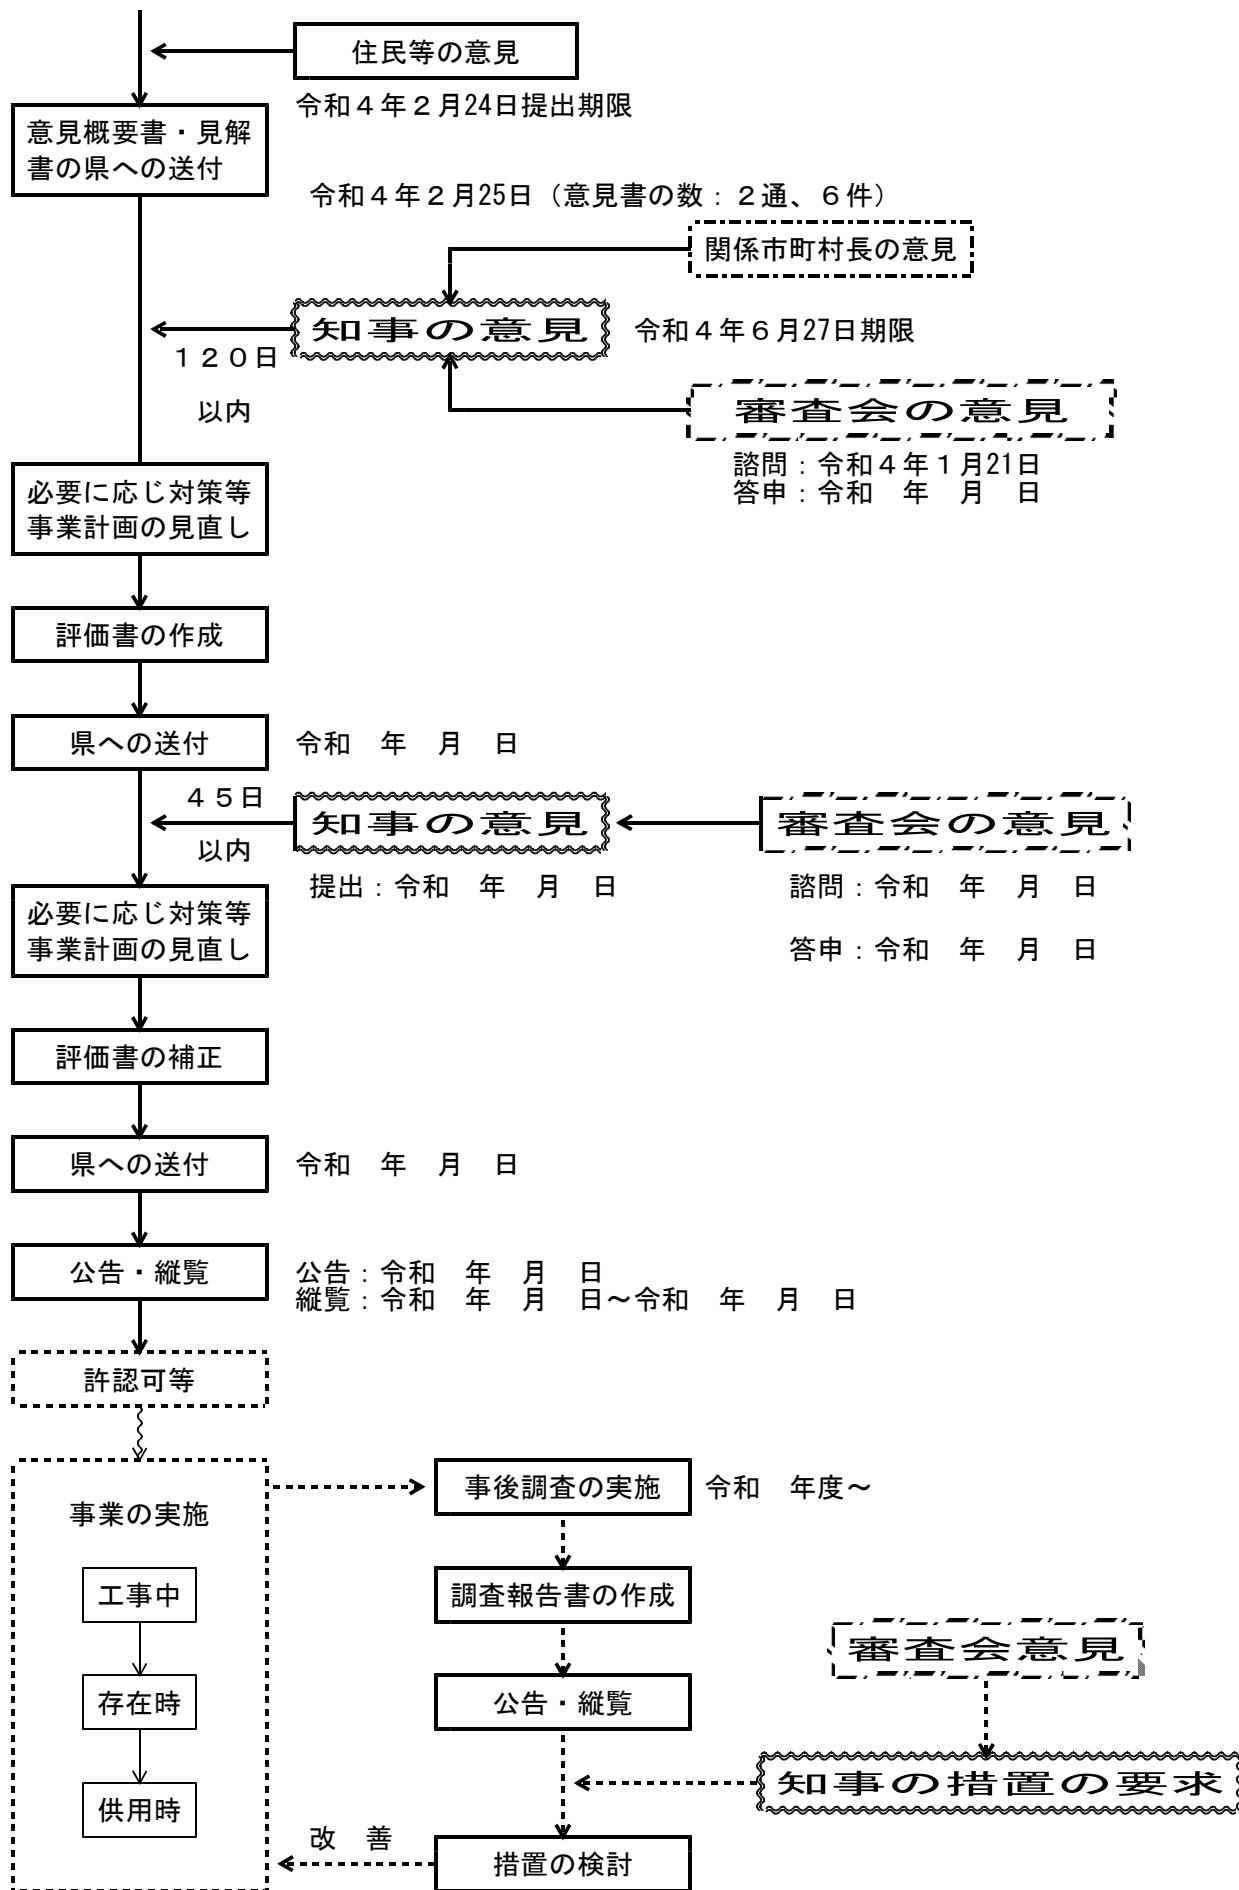 住民等の意見
令和４年２月24日提出期限
意見概要書・見解
書の県への送付
令和４年２月25日（意見書の数：２通、６件）
関係市町村長の意見
知事の意見
令和４年６月27日期限
１２０日
以内
審査会の意見
諮問：令和４年１月21日
答申：令和　年　月　日
必要に応じ対策等
事業計画の見直し
評価書の作成
県への送付
令和　年　月　日
４５日
以内
知事の意見
審査会の意見
提出：令和　年　月　日
諮問：令和　年　月　日
答申：令和　年　月　日
必要に応じ対策等
事業計画の見直し
評価書の補正
県への送付
令和　年　月　日
公告・縦覧
公告：令和　年　月　日
縦覧：令和　年　月　日～令和　年　月　日
許認可等
事業の実施
工事中
存在時
供用時
事後調査の実施
令和　年度～
調査報告書の作成
公告・縦覧
審査会意見
知事の措置の要求
改　善
措置の検討